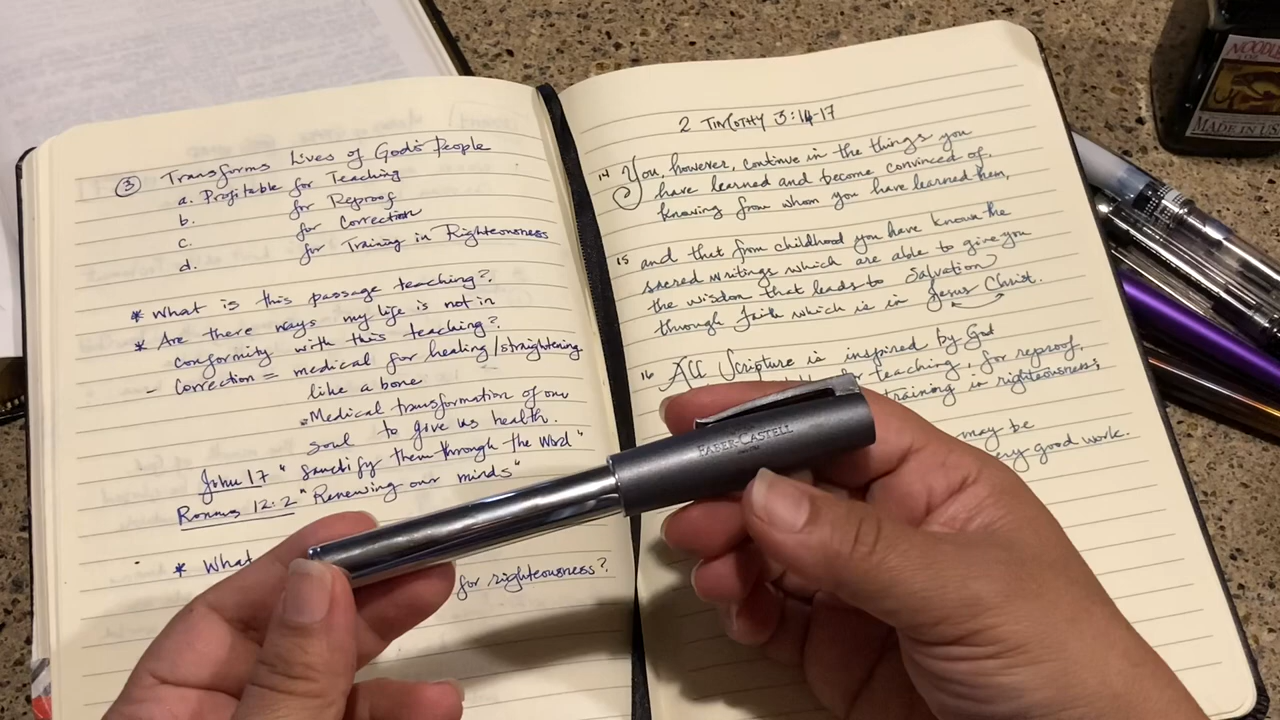 ③ Transforms Lives of God's People
a. Profitable for Teaching
b. for Reproof
c. for Correction
d. for Training in Righteousness
* What is this passage teaching?
* Are there ways my life is not in
conformity with this teaching?
- Correction = medical for healing/straightening
like a bone
Medical transformation of our
soul to give us health.
John 17 " sanctify them through the Word"
Romans 12:2 "Renewing our minds"
* What
for righteousness?
2 TIMOTHY 3:14-17
14 You, however, continue in the things you
have learned and become convinced of,
knowing from whom you have learned them,
15 and that from childhood you have known the
sacred writings which are able to give you
the wisdom that leads to Salvation
through faith which is in Jesus Christ.
16 All Scripture is inspired by God
for teaching, for reproof,
training in righteousness;
may be
good work.
FABER-CASTELL
NOODL
MADE IN US